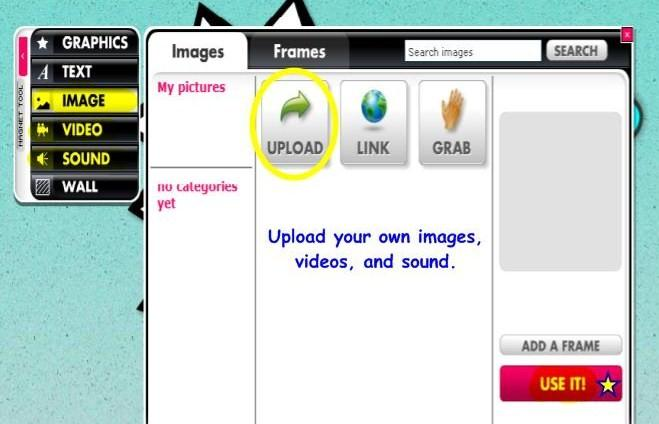 MAGNET TOOL
GRAPHICS
TEXT
IMAGE
VIDEO
SOUND
WALL
Images
Frames
Search images
SEARCH
x
My pictures
no categories
yet
UPLOAD
LINK
GRAB
Upload your own images,
videos, and sound.
ADD A FRAME
USE IT!